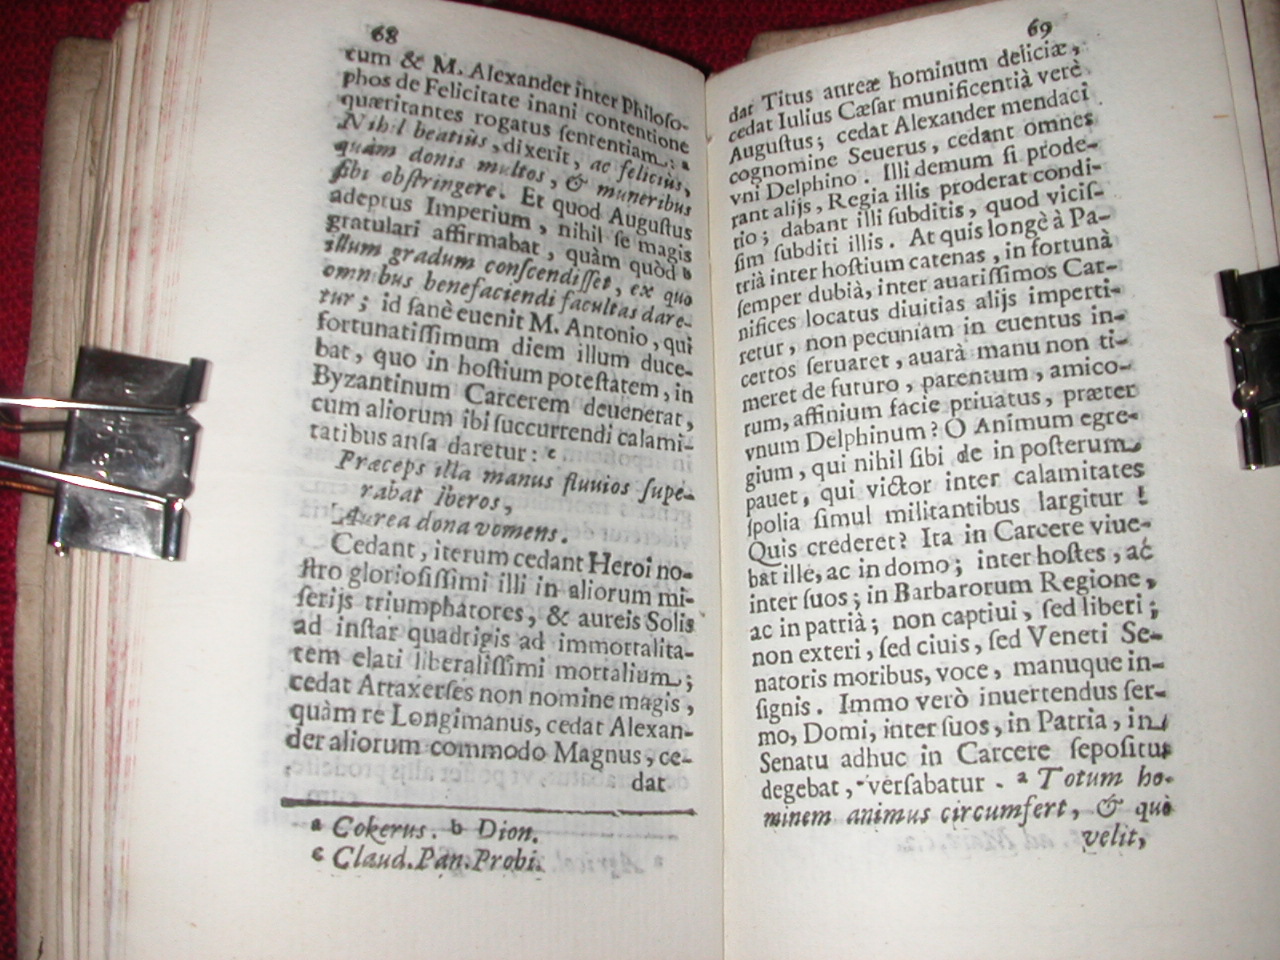 68
cum & M. Alexander inter Philoſo-
phos de Felicitate inani contentione
quæritantes rogatus ſententiam: a
Nihil beatiùs, dixerit, ac feliciùs,
quàm donis multos, & muneribus
ſibi obſtringere. Et quod Auguſtus
adeptus Imperium, nihil ſe magis
gratulari affirmabat, quàm quòd b
illum gradum conſcendiſſet, ex quo
omnibus benefaciendi facultas dare-
tur; id ſanè euenit M. Antonio, qui
fortunatiſſimum diem illum duce-
bat, quo in hoſtium poteſtatem, in
Byzantinum Carcerem deuenerat,
cum aliorum ibi ſuccurrendi calami-
tatibus anſa daretur: c
Præceps illa manus fluuios ſupe-
rabat iberos,
Aurea dona vomens.
Cedant, iterum cedant Heroi no-
ſtro glorioſiſſimi illi in aliorum mi-
ſerijs triumphatores, & aureis Solis
ad inſtar quadrigis ad immortalita-
tem elati liberaliſſimi mortalium;
cedat Artaxerſes non nomine magis,
quàm re Longimanus, cedat Alexan-
der aliorum commodo Magnus, ce-
dat
a Cokerus. b Dion.
c Claud. Pan. Probi.
69
dat Titus aureæ hominum deliciæ,
cedat Iulius Cæſar munificentià verè
Auguſtus; cedat Alexander mendaci
cognomine Seuerus, cedant omnes
vni Delphino. Illi demum ſi prode-
rant alijs, Regia illis proderat condi-
tio; dabant illi ſubditis, quod viciſ-
ſim ſubditi illis. At quis longè à Pa-
trià inter hoſtium catenas, in fortunà
ſemper dubià, inter auariſſimos Car-
nifices locatus diuitias alijs imperti-
retur, non pecuniam in euentus in-
certos ſeruaret, auarà manu non ti-
meret de futuro, parentum, amico-
rum, affinium facie priuatus, præter
vnum Delphinum? O Animum egre-
gium, qui nihil ſibi de in poſterum
pauet, qui victor inter calamitates
ſpolia ſimul militantibus largitur!
Quis crederet? Ita in Carcere viue-
bat ille, ac in domo; inter hoſtes, ac
inter ſuos; in Barbarorum Regione,
ac in patrià; non captiui, ſed liberi;
non exteri, ſed ciuis, ſed Veneti Se-
natoris moribus, voce, manuque in-
ſignis. Immo verò inuertendus ſer-
mo, Domi, inter ſuos, in Patria, in
Senatu adhuc in Carcere ſepoſitus
degebat, verſabatur. a Totum ho-
minem animus circumfert, & quò
velit,